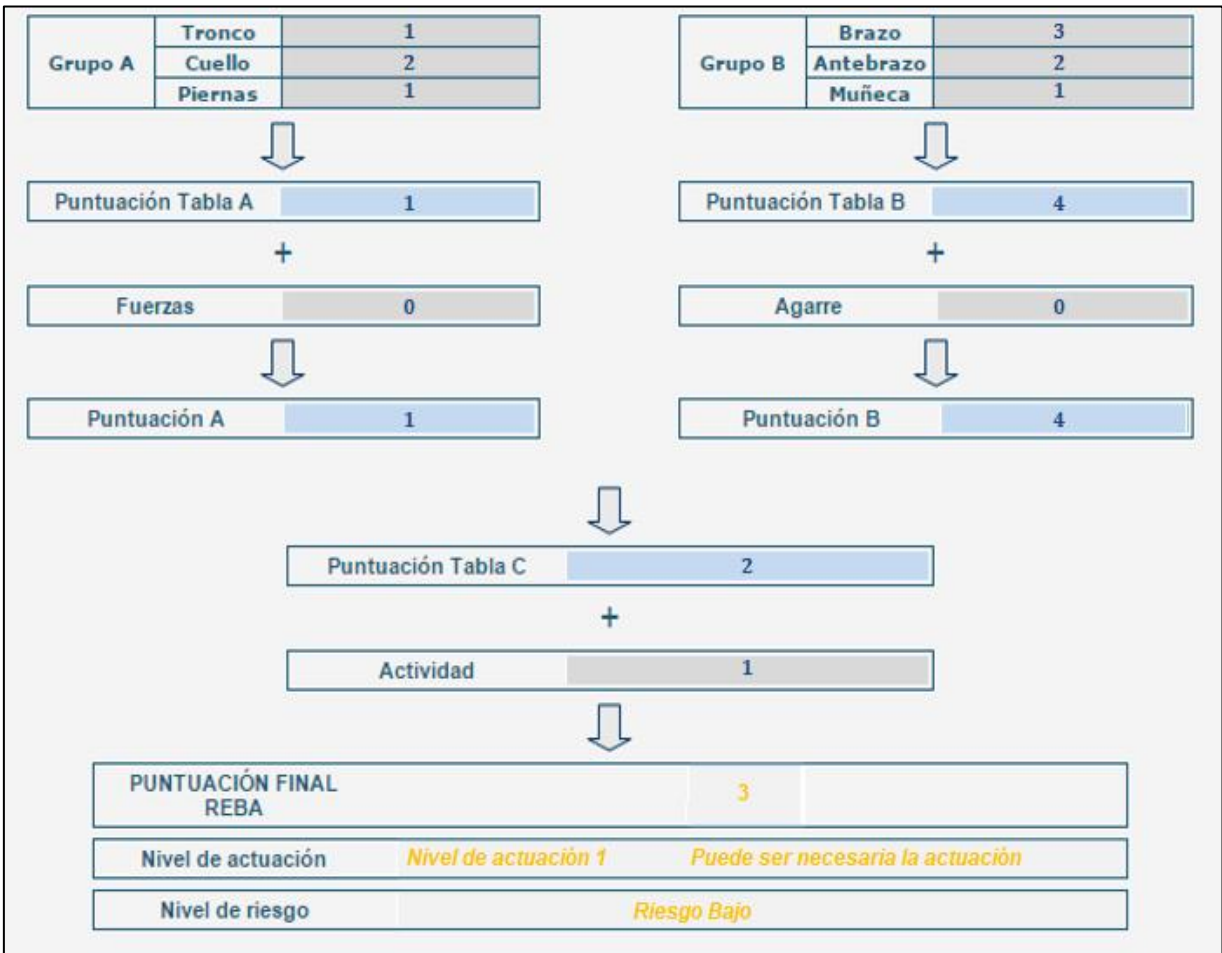 Grupo A
Tronco 1
Cuello 2
Piernas 1
Grupo B
Brazo 3
Antebrazo 2
Muñeca 1
Puntuación Tabla A 1
Puntuación Tabla B 4
+
+
Fuerzas 0
Agarre 0
Puntuación A 1
Puntuación B 4
Puntuación Tabla C 2
+
Actividad 1
PUNTUACIÓN FINAL
REBA
3
Nivel de actuación Nivel de actuación 1 Puede ser necesaria la actuación
Nivel de riesgo Riesgo Bajo